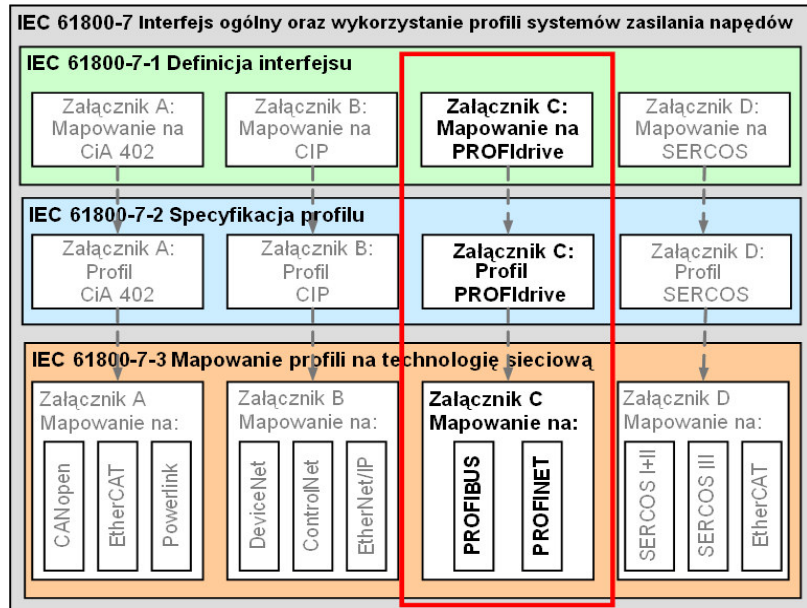 IEC 61800-7 Interfejs ogólny oraz wykorzystanie profili systemów zasilania napędów
IEC 61800-7-1 Definicja interfejsu
Załącznik A:
Mapowanie na
CiA 402
Załącznik B:
Mapowanie na
CIP
Załącznik C:
Mapowanie na
PROFIdrive
Załącznik D:
Mapowanie na
SERCOS
IEC 61800-7-2 Specyfikacja profilu
Załącznik A:
Profil
CiA 402
Załącznik B:
Profil
CIP
Załącznik C:
Profil
PROFIdrive
Załącznik D:
Profil
SERCOS
IEC 61800-7-3 Mapowanie profili na technologię sieciową
Załącznik A
Mapowanie na:
CANopen
EtherCAT
Powerlink
Załącznik B
Mapowanie na:
DeviceNet
ControlNet
EtherNet/IP
Załącznik C
Mapowanie na:
PROFIBUS
PROFINET
Załącznik D
Mapowanie na:
SERCOS I+II
SERCOS III
EtherCAT